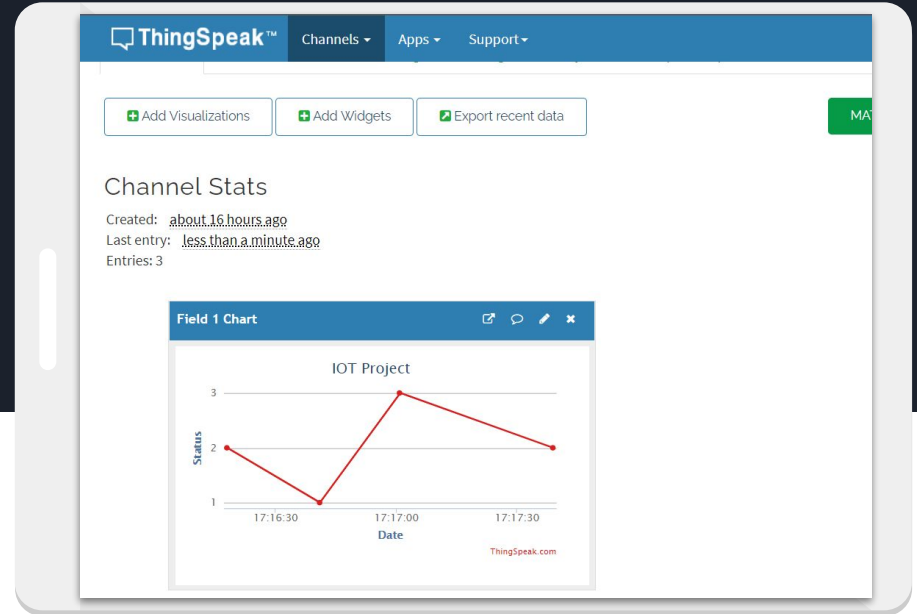 ThingSpeak™ Channels Apps Support
Add Visualizations Add Widgets Export recent data
Channel Stats
Created: about 16 hours ago
Last entry: less than a minute ago
Entries: 3
Field 1 Chart
IOT Project
3
Status
2
1
17:16:30 17:17:00 17:17:30
Date
ThingSpeak.com